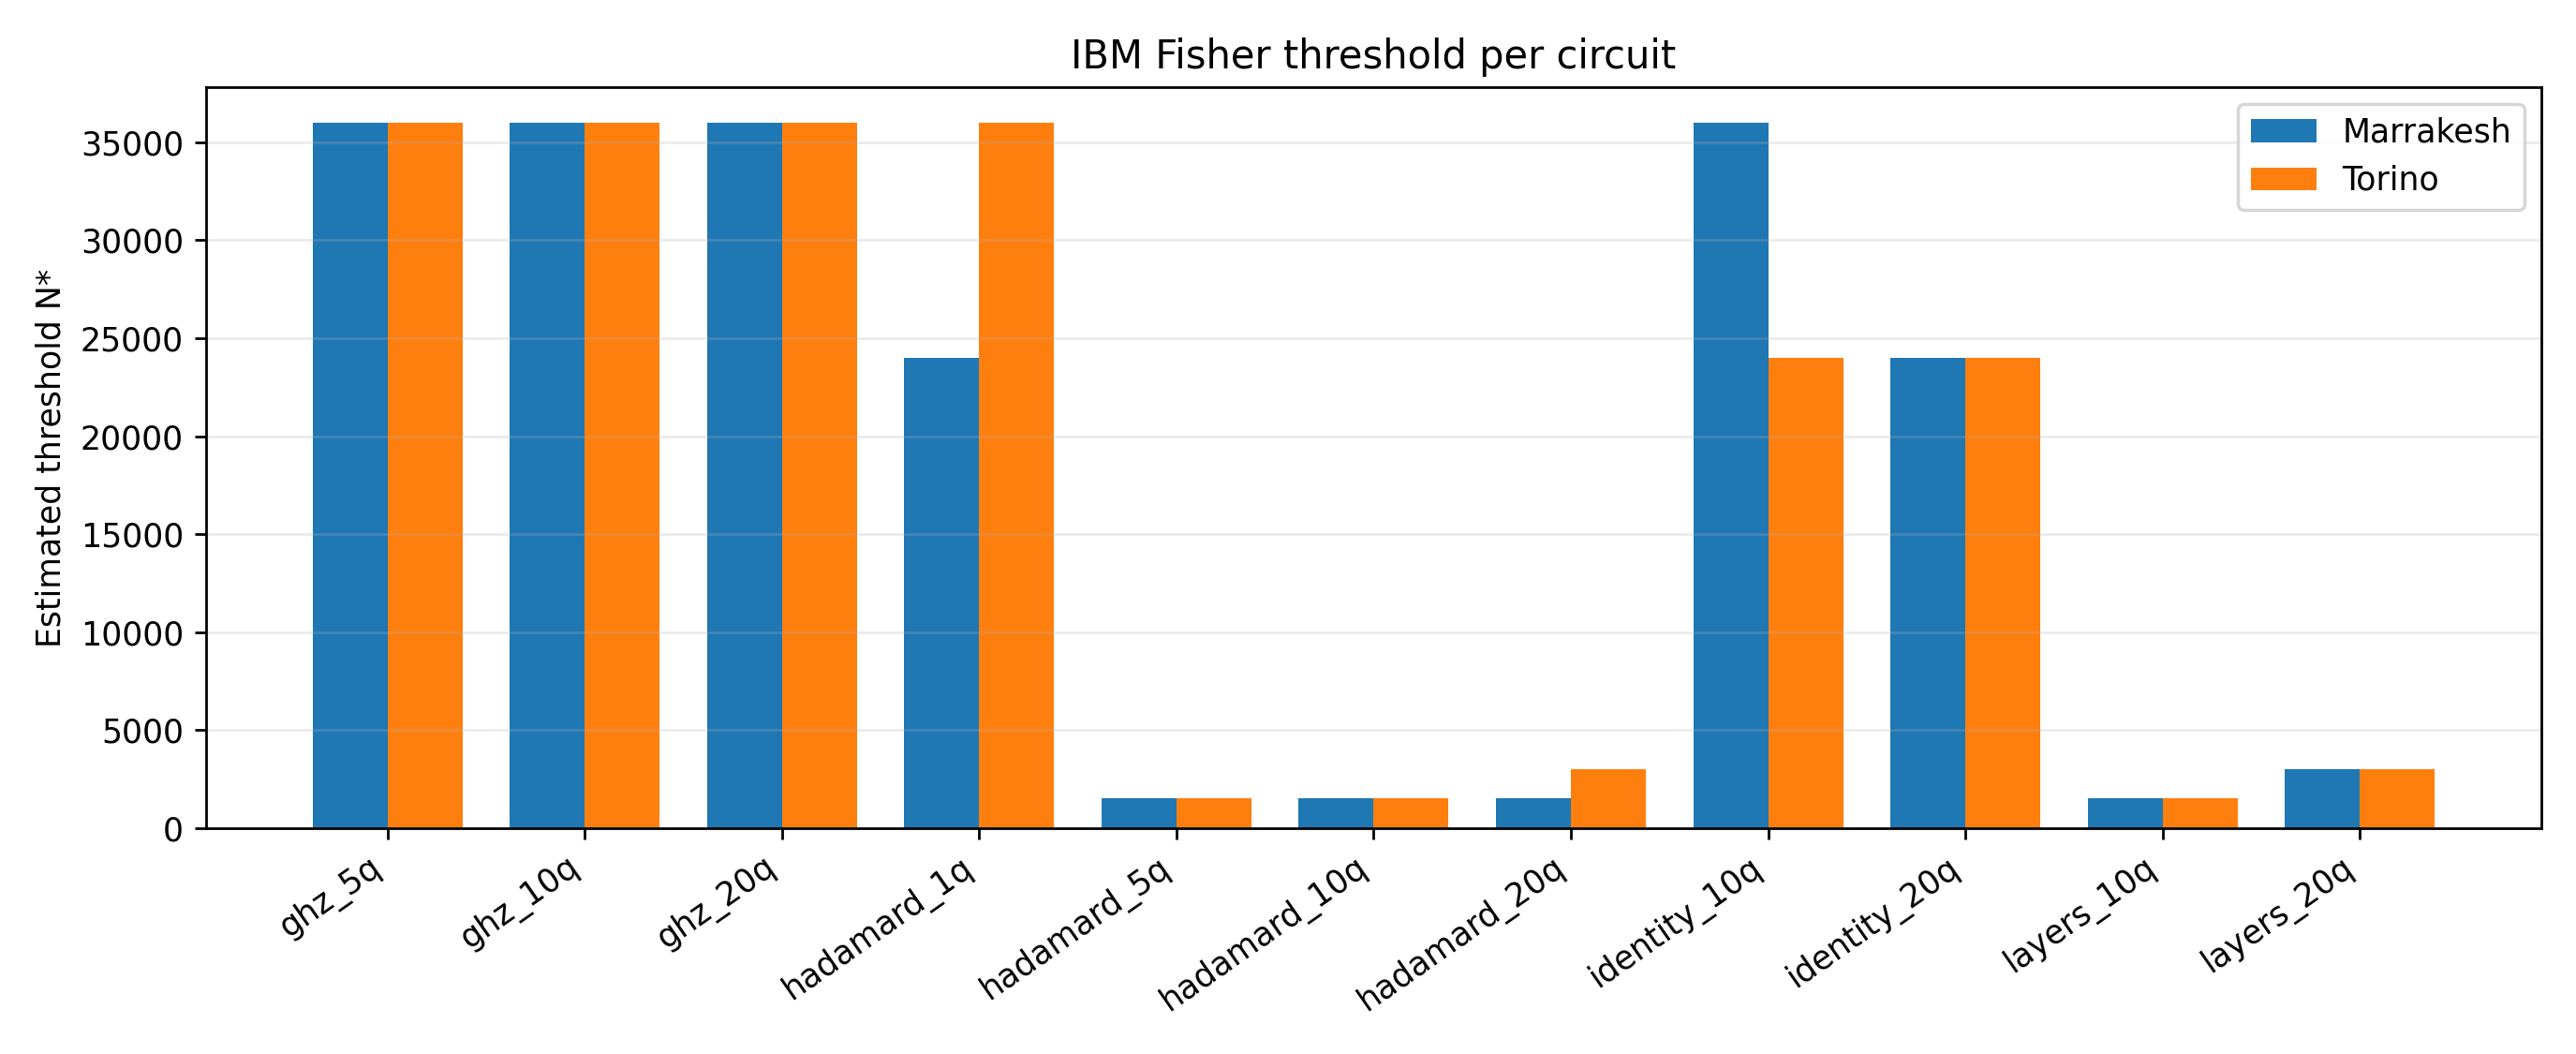 IBM Fisher threshold per circuit
Estimated threshold N*
35000
30000
25000
20000
15000
10000
5000
0
Marrakesh
Torino
ghz_5q
ghz_10q
ghz_20q
hadamard_1q
hadamard_5q
hadamard_10q
hadamard_20q
identity_10q
identity_20q
layers_10q
layers_20q